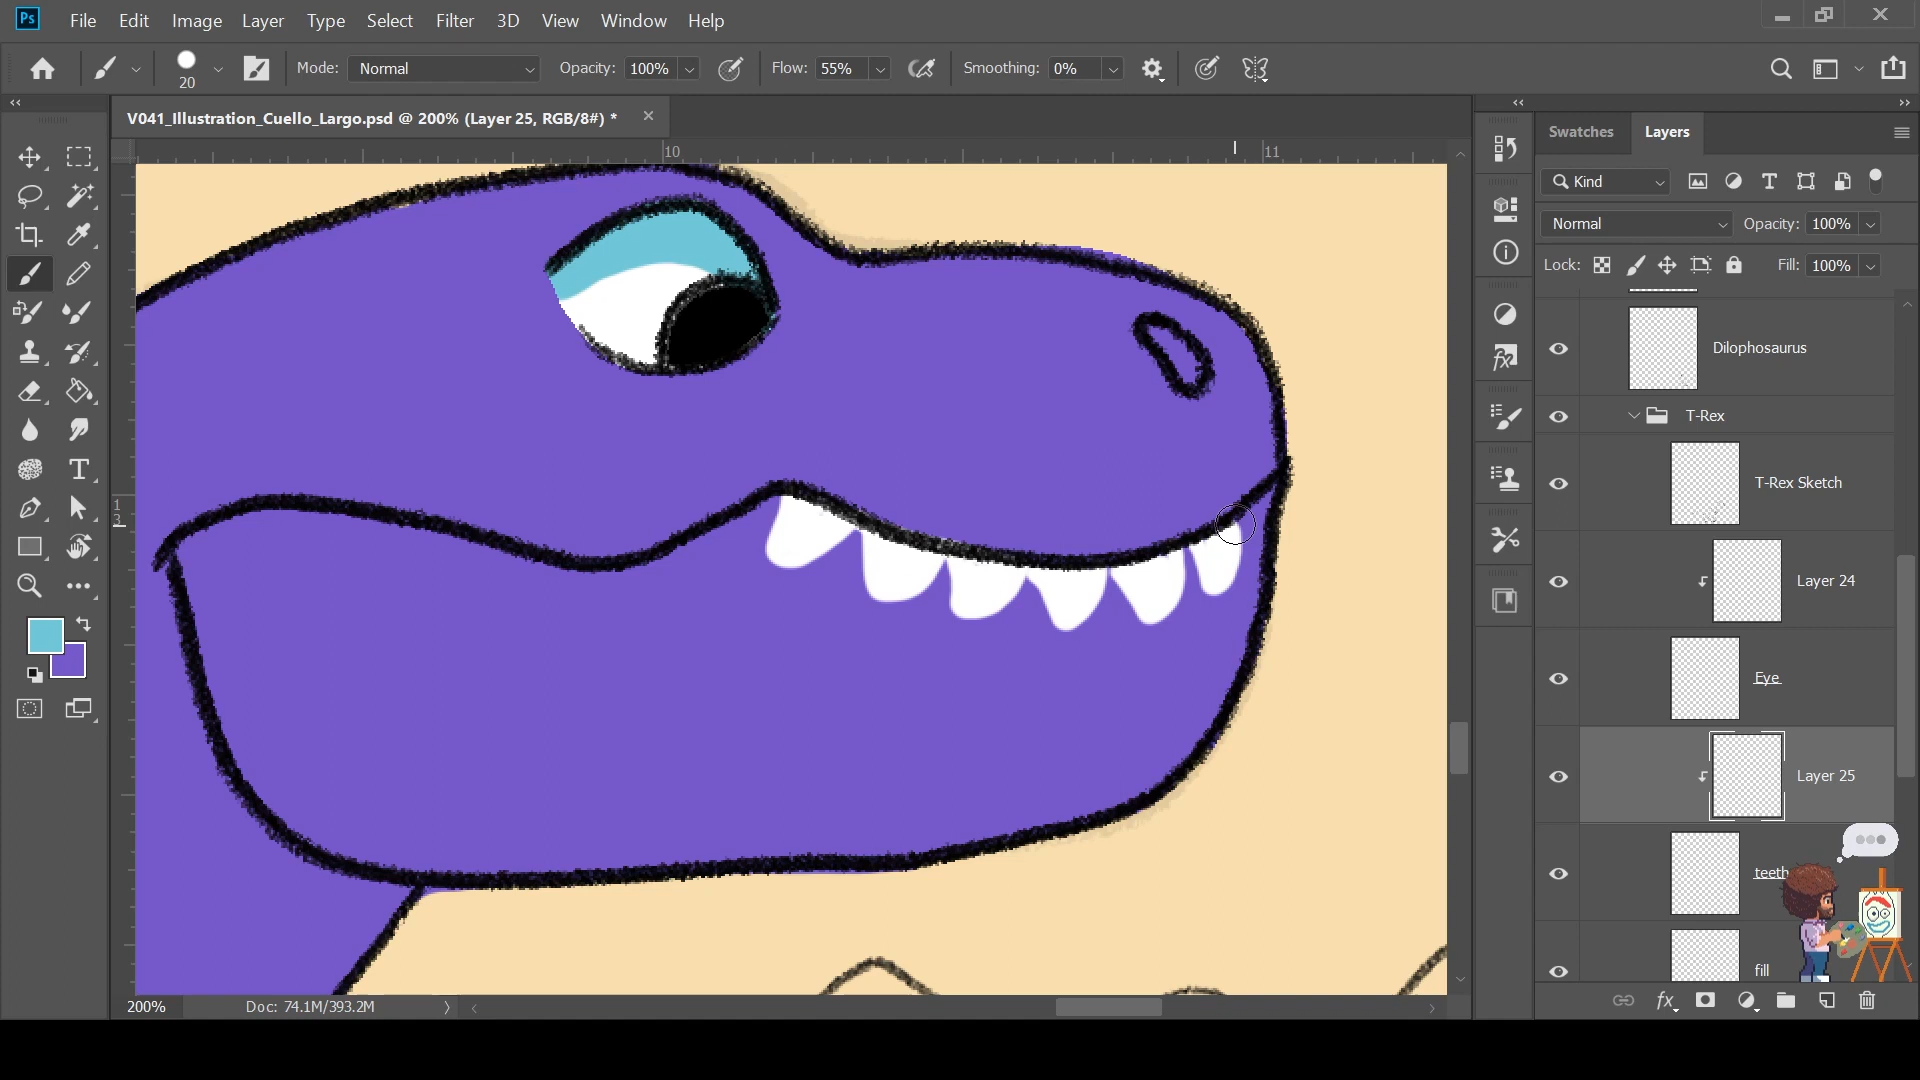 Ps File Edit Image Layer Type Select Filter 3D View Window Help
20 Mode: Normal Opacity: 100% Flow: 55% Smoothing: 0%
V041_Illustration_Cuello_Largo.psd @ 200% (Layer 25, RGB/8#) *
Swatches Layers
10 11
Kind
Normal Opacity: 100%
Lock: Fill: 100%
Dilophosaurus
T-Rex
T-Rex Sketch
1
3
Layer 24
Eye
Layer 25
teeth
fill
200% Doc: 74.1M/393.2M